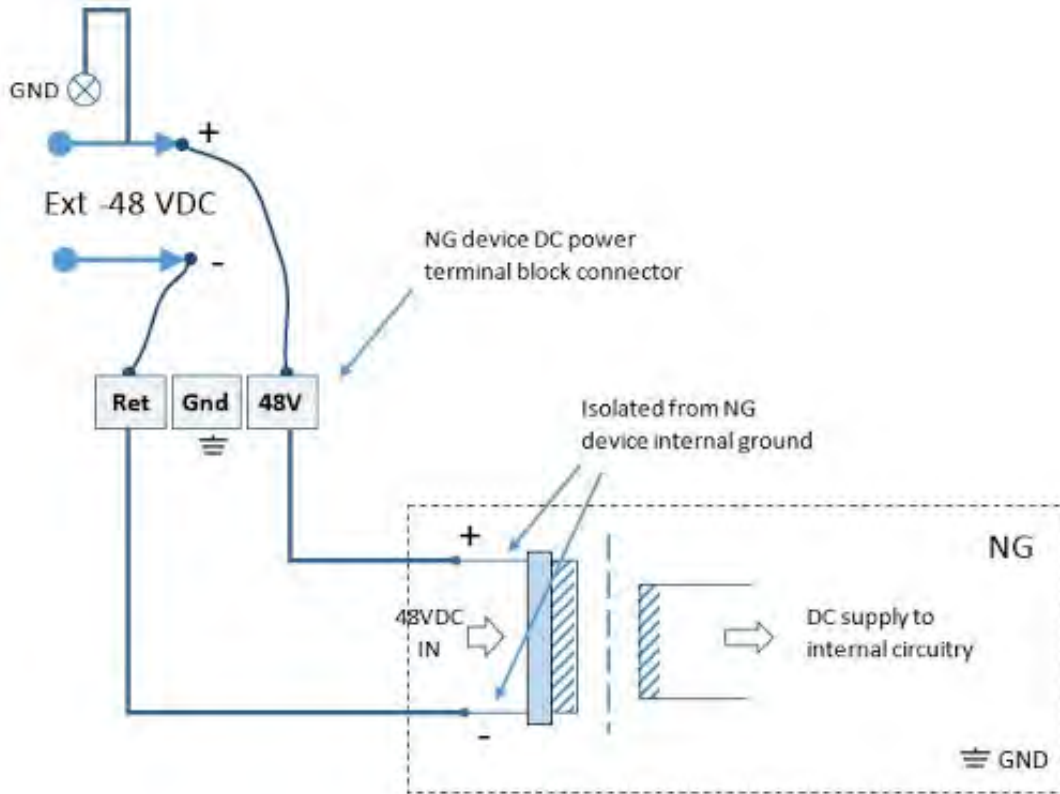 GND
+
Ext -48 VDC
-
NG device DC power
terminal block connector
Ret Gnd 48V
Isolated from NG
device internal ground
+
NG
48VDC
IN
DC supply to
internal circuitry
-
GND